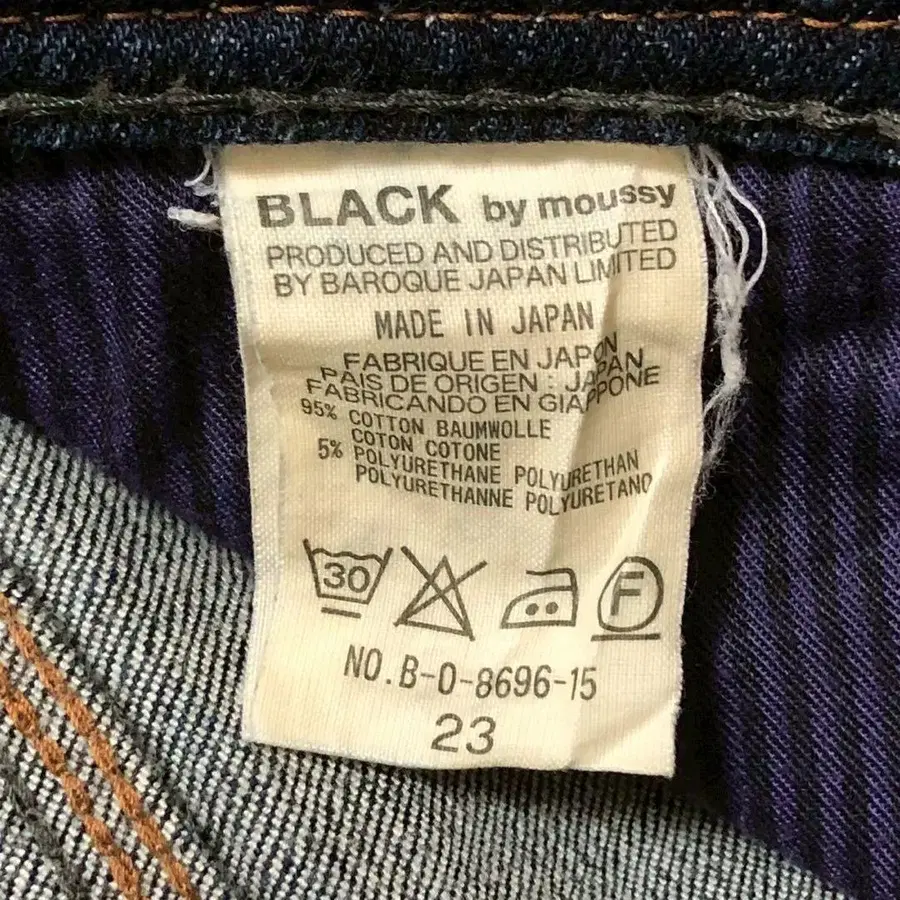 BLACK by moussy
PRODUCED AND DISTRIBUTED
BY BAROQUE JAPAN LIMITED
MADE IN JAPAN
FABRIQUE EN JAPON
PAIS DE ORIGEN : JAPAN
FABRICANDO EN GIAPPONE
95% COTTON BAUMWOLLE
COTON COTONE
5% POLYURETHANE POLYURETHAN
POLYURETHANNE POLYURETANO
30 F
NO.B-0-8696-15
23